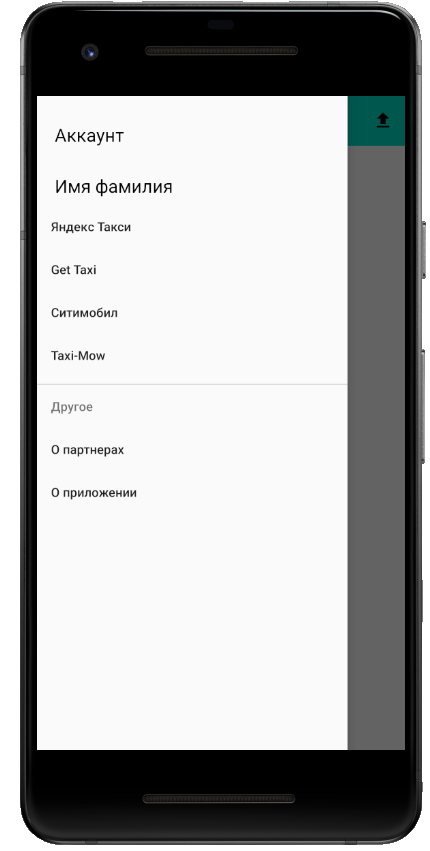 Аккаунт
Имя фамилия
Яндекс Такси
Get Taxi
Ситимобил
Taxi-Mow
Другое
О партнерах
О приложении